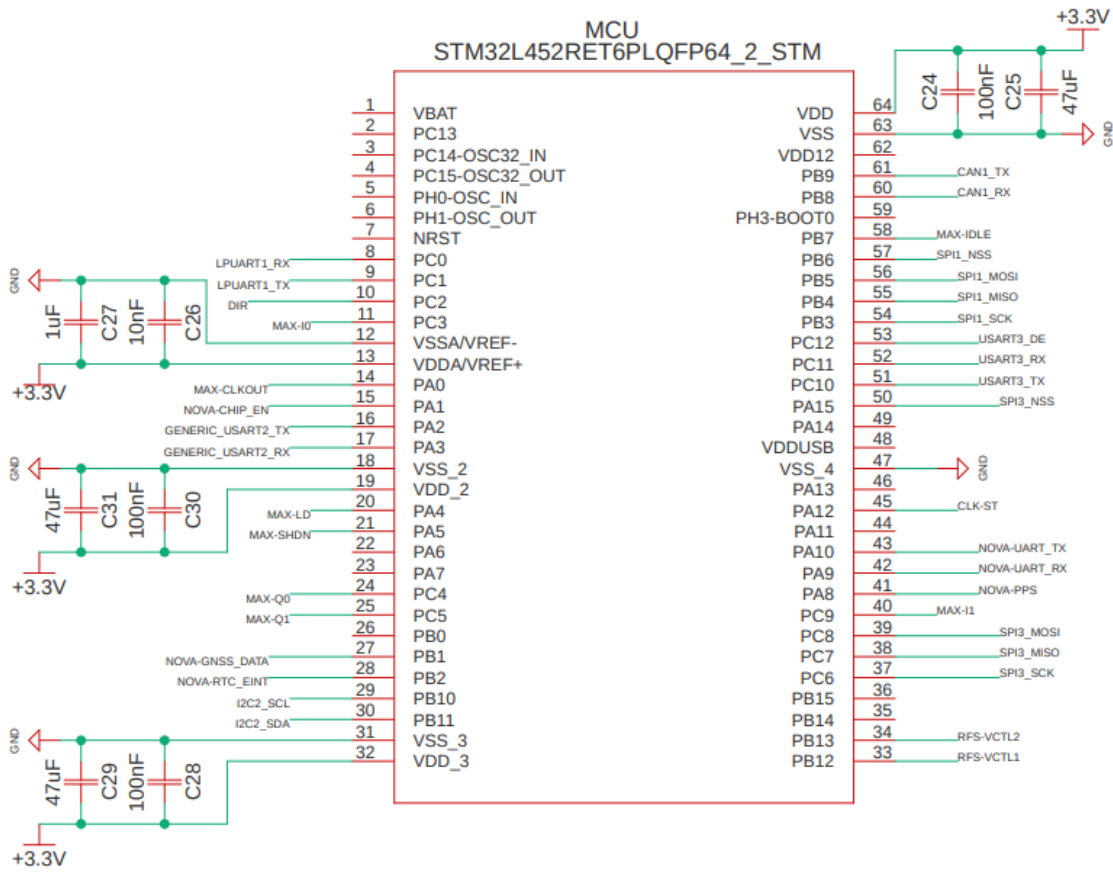 MCU
STM32L452RET6PLQFP64_2_STM
+3.3V
C24
100nF
C25
47uF
GND
1 VBAT
2 PC13
3 PC14-OSC32_IN
4 PC15-OSC32_OUT
5 PH0-OSC_IN
6 PH1-OSC_OUT
7 NRST
LPUART1_RX 8 PC0
LPUART1_TX 9 PC1
DIR 10 PC2
MAX-I0 11 PC3
12 VSSA/VREF-
13 VDDA/VREF+
GND
1uF
C27
10nF
C26
+3.3V
MAX-CLKOUT 14 PA0
NOVA-CHIP_EN 15 PA1
GENERIC_USART2_TX 16 PA2
GENERIC_USART2_RX 17 PA3
18 VSS_2
19 VDD_2
GND
47uF
C31
100nF
C30
+3.3V
MAX-LD 20 PA4
MAX-SHDN 21 PA5
22 PA6
23 PA7
MAX-Q0 24 PC4
MAX-Q1 25 PC5
26 PB0
NOVA-GNSS_DATA 27 PB1
NOVA-RTC_EINT 28 PB2
I2C2_SCL 29 PB10
I2C2_SDA 30 PB11
31 VSS_3
32 VDD_3
GND
47uF
C29
100nF
C28
+3.3V
VDD 64
VSS 63
VDD12 62
PB9 61 CAN1_TX
PB8 60 CAN1_RX
PH3-BOOT0 59
PB7 58 MAX-IDLE
PB6 57 SPI1_NSS
PB5 56 SPI1_MOSI
PB4 55 SPI1_MISO
PB3 54 SPI1_SCK
PC12 53 USART3_DE
PC11 52 USART3_RX
PC10 51 USART3_TX
PA15 50 SPI3_NSS
PA14 49
VDDUSB 48
VSS_4 47 GND
PA13 46
PA12 45 CLK-ST
PA11 44
PA10 43 NOVA-UART_TX
PA9 42 NOVA-UART_RX
PA8 41 NOVA-PPS
PC9 40 MAX-I1
PC8 39 SPI3_MOSI
PC7 38 SPI3_MISO
PC6 37 SPI3_SCK
PB15 36
PB14 35
PB13 34 RFS-VCTL2
PB12 33 RFS-VCTL1